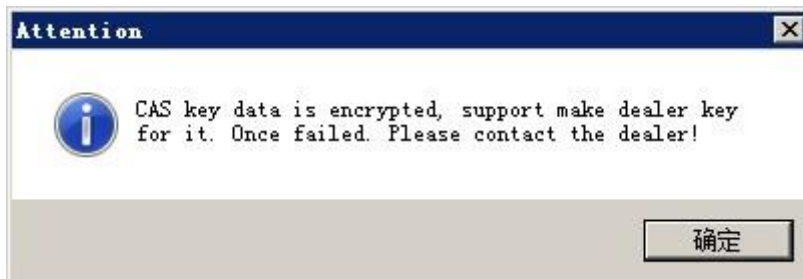 Attention
CAS key data is encrypted, support make dealer key
for it. Once failed. Please contact the dealer!
确定